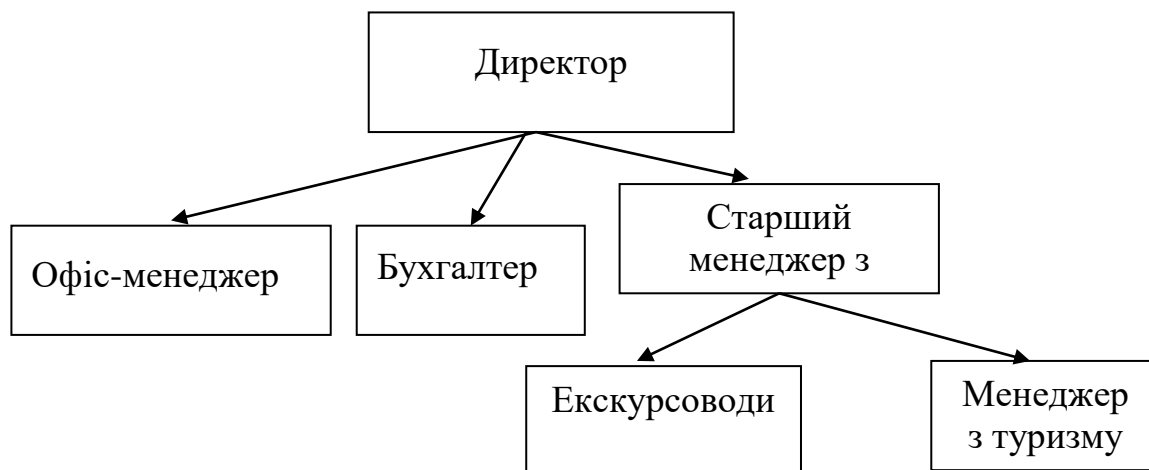 Директор
Офіс-менеджер
Бухгалтер
Старший
менеджер з
Екскурсоводи
Менеджер
з туризму